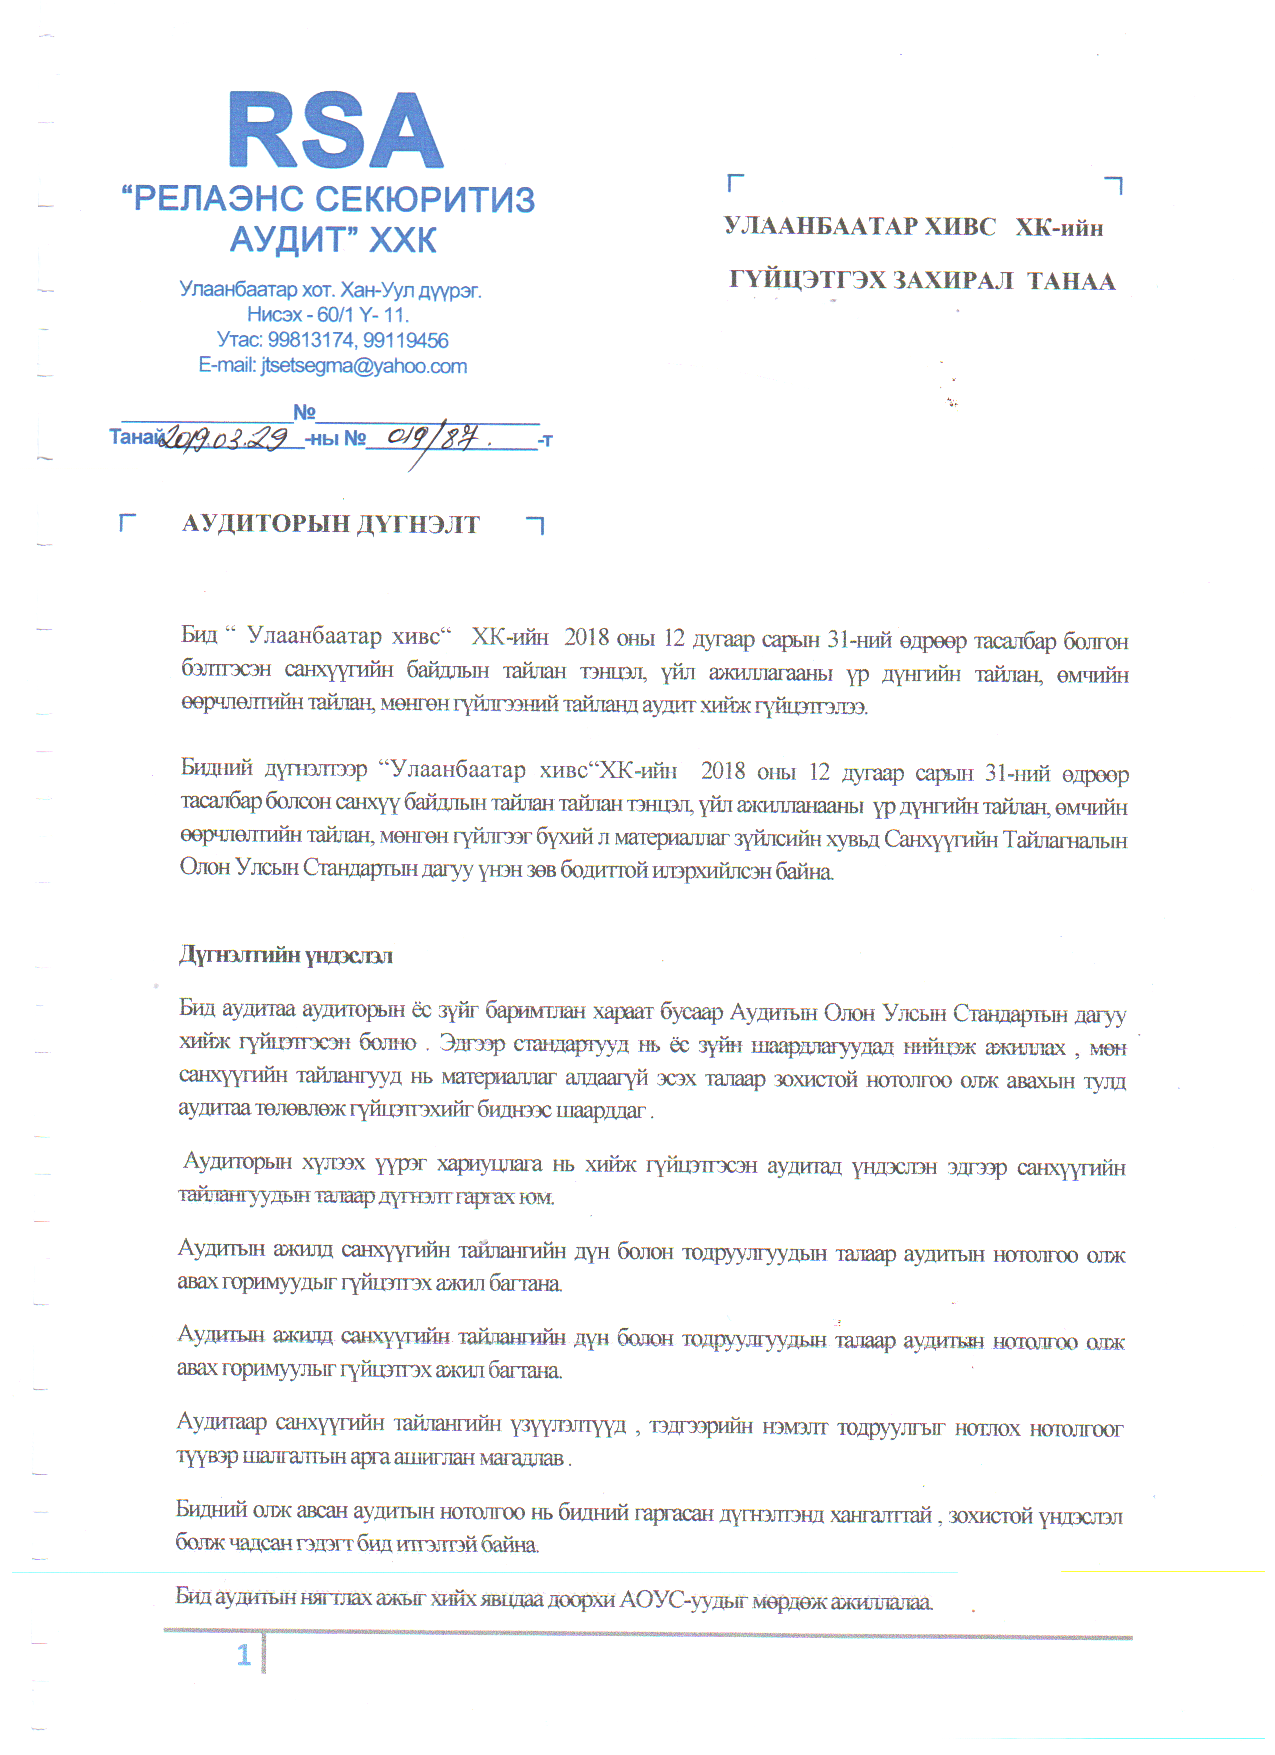 RSA
“РЕЛАЭНС СЕКЮРИТИЗ
АУДИТ” ХХК
Улаанбаатар хот. Хан-Уул дүүрэг.
Нисэх - 60/1 Y- 11.
Утас: 99813174, 99119456
E-mail: jtsetsegma@yahoo.com
№
Танай 2019.03.29 -ны № 019/87. -т
УЛААНБААТАР ХИВС ХК-ийн
ГҮЙЦЭТГЭХ ЗАХИРАЛ ТАНАА
АУДИТОРЫН ДҮГНЭЛТ
Бид “ Улаанбаатар хивс“ ХК-ийн 2018 оны 12 дугаар сарын 31-ний өдрөөр тасалбар болгон
бэлтгэсэн санхүүгийн байдлын тайлан тэнцэл, үйл ажиллагааны үр дүнгийн тайлан, өмчийн
өөрчлөлтийн тайлан, мөнгөн гүйлгээний тайланд аудит хийж гүйцэтгэлээ.
Бидний дүгнэлтээр “Улаанбаатар хивс“ХК-ийн 2018 оны 12 дугаар сарын 31-ний өдрөөр
тасалбар болсон санхүү байдлын тайлан тайлан тэнцэл, үйл ажилланааны үр дүнгийн тайлан, өмчийн
өөрчлөлтийн тайлан, мөнгөн гүйлгээг бүхий л материаллаг зүйлсийн хувьд Санхүүгийн Тайлагналын
Олон Улсын Стандартын дагуу үнэн зөв бодиттой илэрхийлсэн байна.
Дүгнэлтийн үндэслэл
Бид аудитаа аудиторын ёс зүйг баримтлан хараат бусаар Аудитын Олон Улсын Стандартын дагуу
хийж гүйцэтгэсэн болно . Эдгээр стандартууд нь ёс зүйн шаардлагуудад нийцэж ажиллах , мөн
санхүүгийн тайлангууд нь материаллаг алдаагүй эсэх талаар зохистой нотолгоо олж авахын тулд
аудитаа төлөвлөж гүйцэтгэхийг биднээс шаарддаг .
Аудиторын хүлээх үүрэг хариуцлага нь хийж гүйцэтгэсэн аудитад үндэслэн эдгээр санхүүгийн
тайлангуудын талаар дүгнэлт гаргах юм.
Аудитын ажилд санхүүгийн тайлангийн дүн болон тодруулгуудын талаар аудитын нотолгоо олж
авах горимуудыг гүйцэтгэх ажил багтана.
Аудитын ажилд санхүүгийн тайлангийн дүн болон тодруулгуудын талаар аудитын нотолгоо олж
авах горимуулыг гүйцэтгэх ажил багтана.
Аудитаар санхүүгийн тайлангийн үзүүлэлтүүд , тэдгээрийн нэмэлт тодруулгыг нотлох нотолгоог
түүвэр шалгалтын арга ашиглан магадлав .
Бидний олж авсан аудитын нотолгоо нь бидний гаргасан дүгнэлтэнд хангалттай , зохистой үндэслэл
болж чадсан гэдэгт бид итгэлтэй байна.
Бид аудитын нягтлах ажыг хийх явцдаа доорхи АОУС-уудыг мөрдөж ажиллалаа.
1